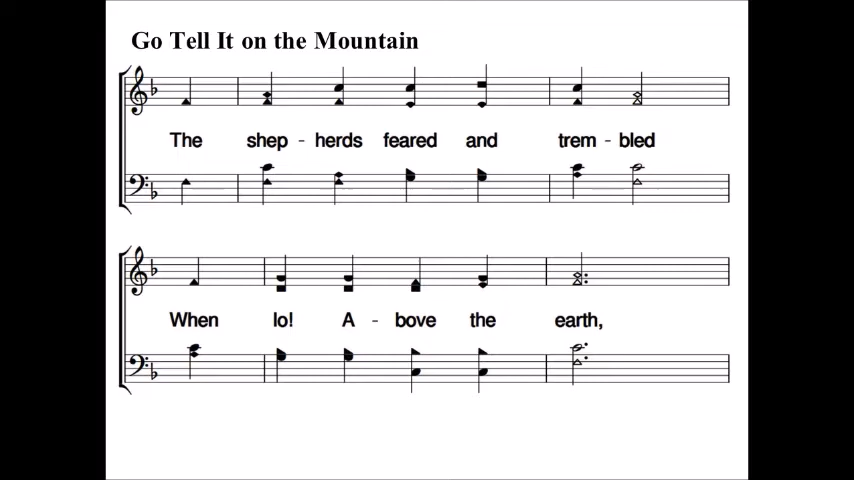 Go Tell It on the Mountain
The shep - herds feared and trem - bled
When lo! A - bove the earth,